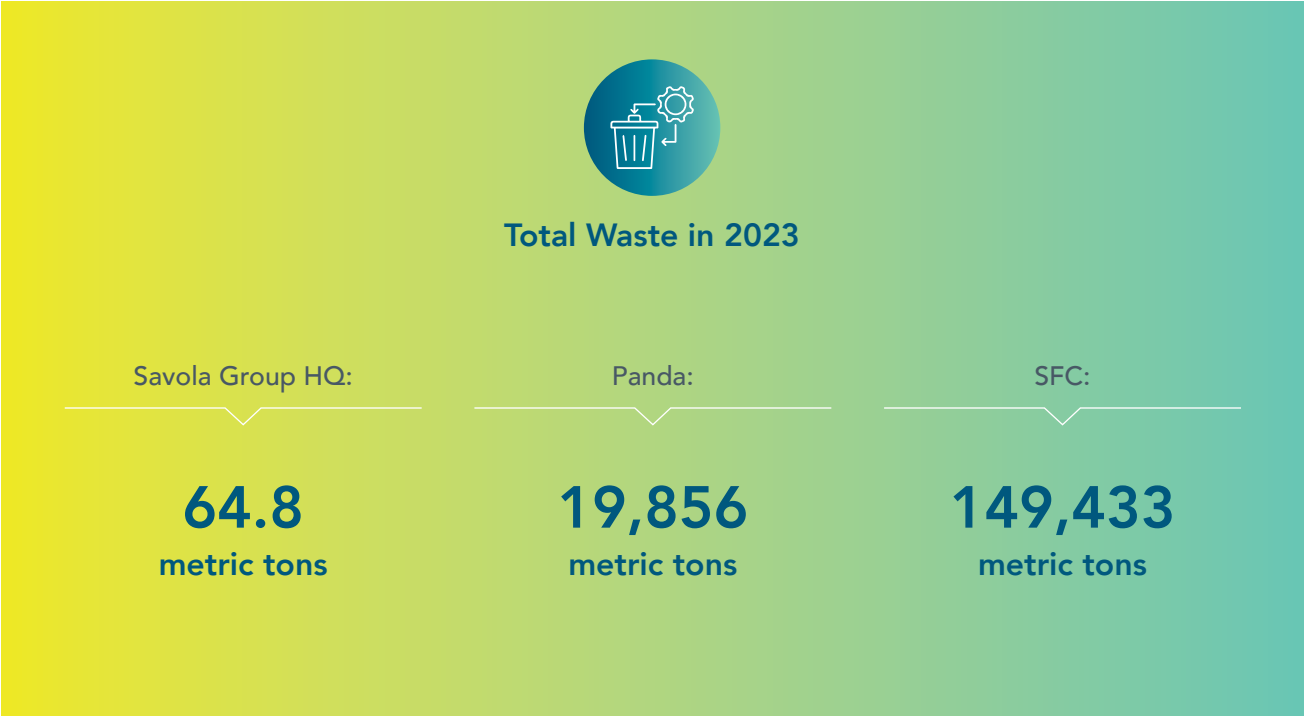 Total Waste in 2023
Savola Group HQ:
64.8
metric tons
Panda:
19,856
metric tons
SFC:
149,433
metric tons